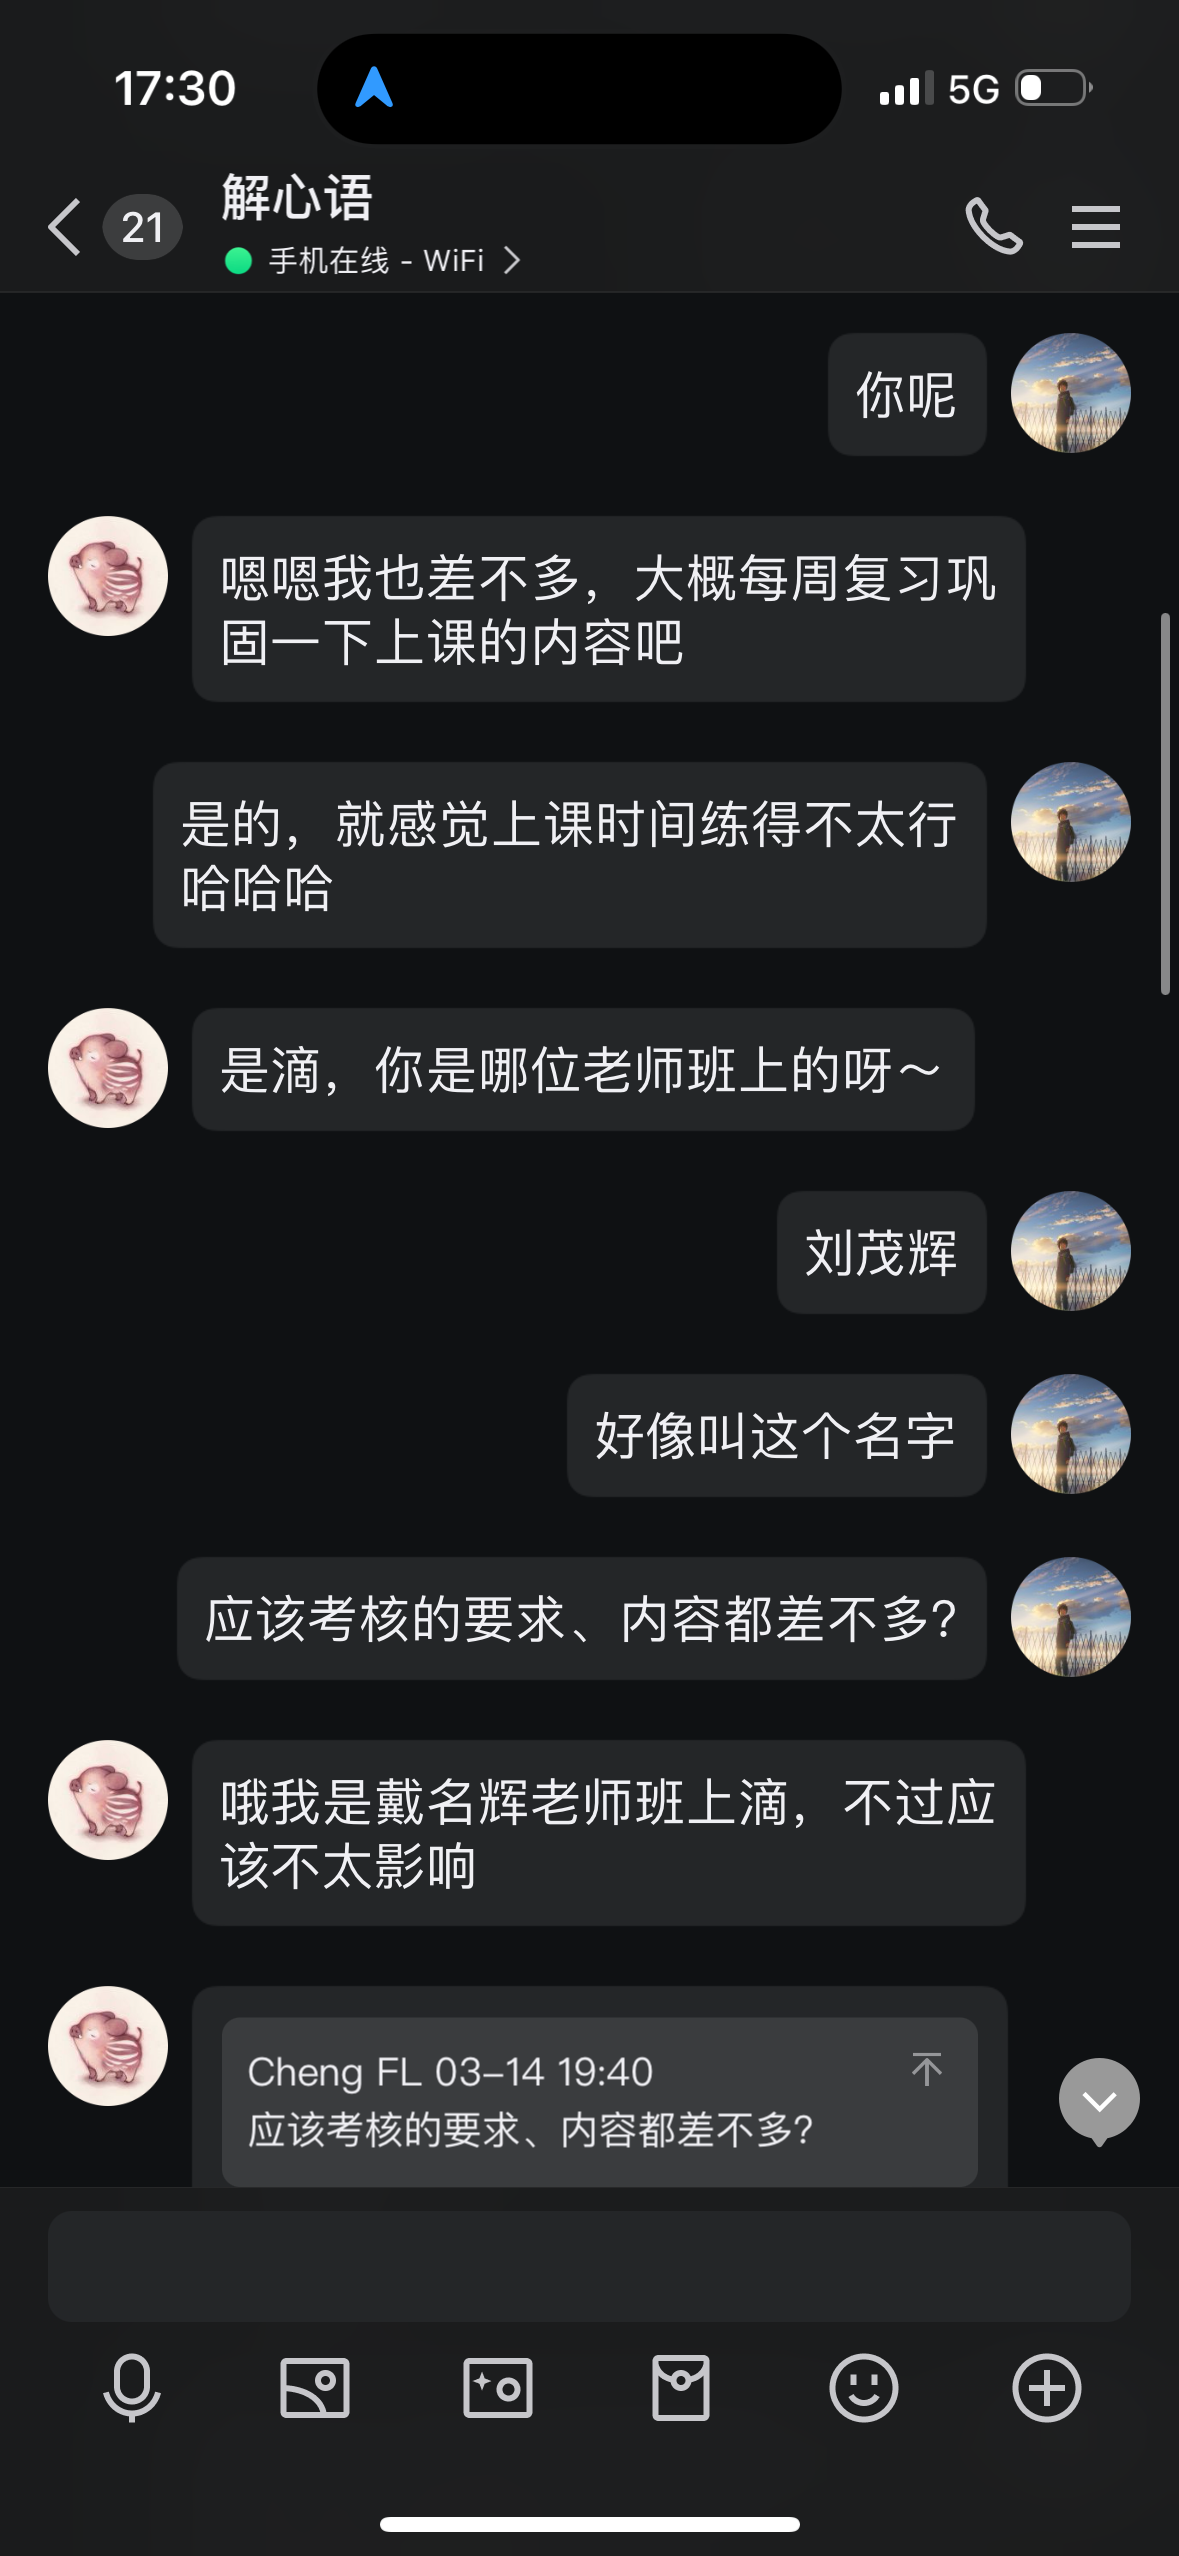 17:30
5G
21
解心语
手机在线 - WiFi
你呢
嗯嗯我也差不多，大概每周复习巩
固一下上课的内容吧
是的，就感觉上课时间练得不太行
哈哈哈
是滴，你是哪位老师班上的呀～
刘茂辉
好像叫这个名字
应该考核的要求、内容都差不多？
哦我是戴名辉老师班上滴，不过应
该不太影响
Cheng FL 03-14 19:40
应该考核的要求、内容都差不多？